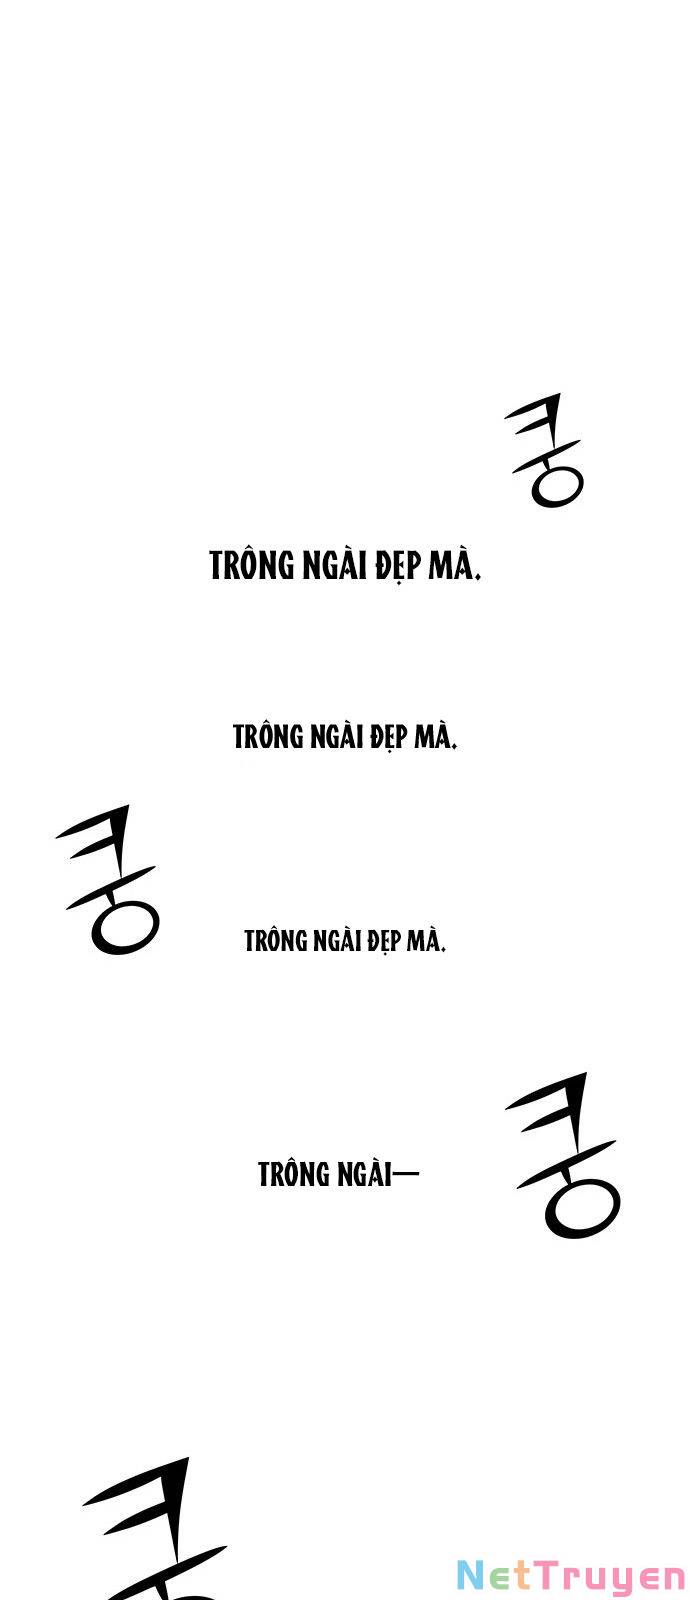 쿵
TRÔNG NGÀI ĐẸP MÀ.
TRÔNG NGÀI ĐẸP MÀ.
쿵
TRÔNG NGÀI ĐẸP MÀ.
쿵
TRÔNG NGÀI—
쿵
NetTruyen